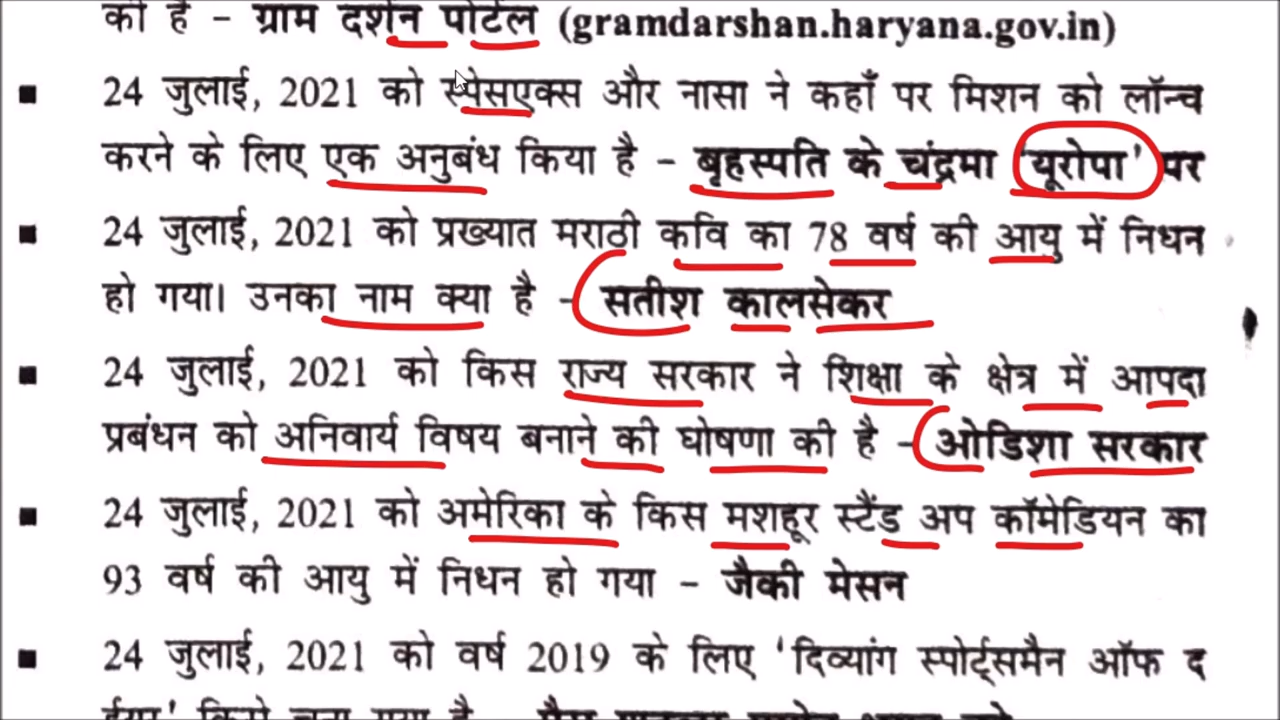 की है - ग्राम दर्शन पोर्टल (gramdarshan.haryana.gov.in)
■ 24 जुलाई, 2021 को स्पेसएक्स और नासा ने कहाँ पर मिशन को लॉन्च
करने के लिए एक अनुबंध किया है - बृहस्पति के चंद्रमा 'यूरोपा' पर
■ 24 जुलाई, 2021 को प्रख्यात मराठी कवि का 78 वर्ष की आयु में निधन
हो गया। उनका नाम क्या है - सतीश कालसेकर
■ 24 जुलाई, 2021 को किस राज्य सरकार ने शिक्षा के क्षेत्र में आपदा
प्रबंधन को अनिवार्य विषय बनाने की घोषणा की है - ओडिशा सरकार
■ 24 जुलाई, 2021 को अमेरिका के किस मशहूर स्टैंड अप कॉमेडियन का
93 वर्ष की आयु में निधन हो गया - जैकी मेसन
■ 24 जुलाई, 2021 को वर्ष 2019 के लिए 'दिव्यांग स्पोर्ट्समैन ऑफ द
ईयर' किसे चुना गया है -